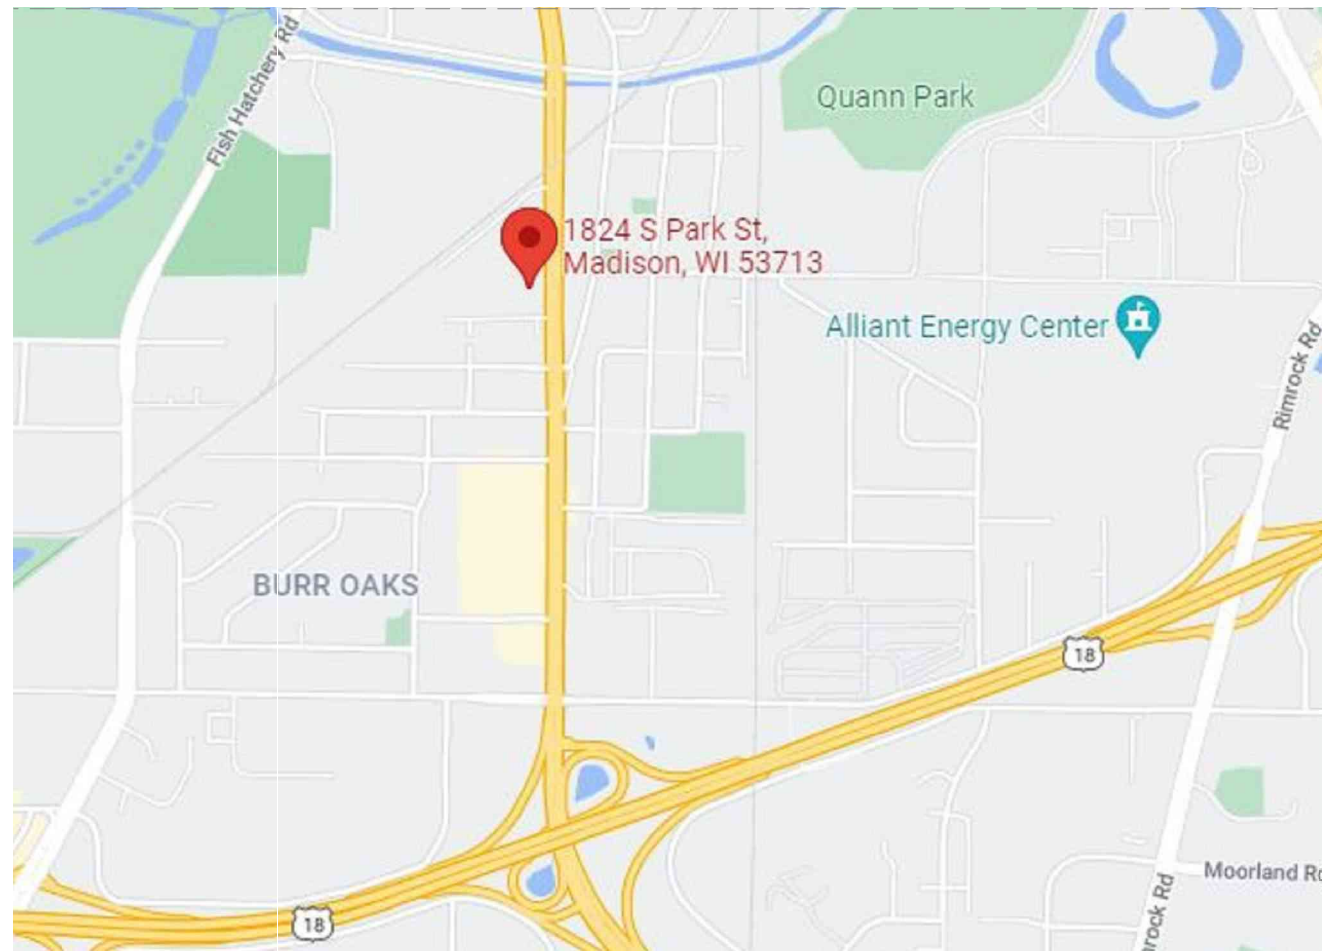 Fish Hatchery Rd
Quann Park
1824 S Park St,
Madison, WI 53713
Alliant Energy Center
Rimrock Rd
BURR OAKS
18
18
Moorland Rd
rock Rd